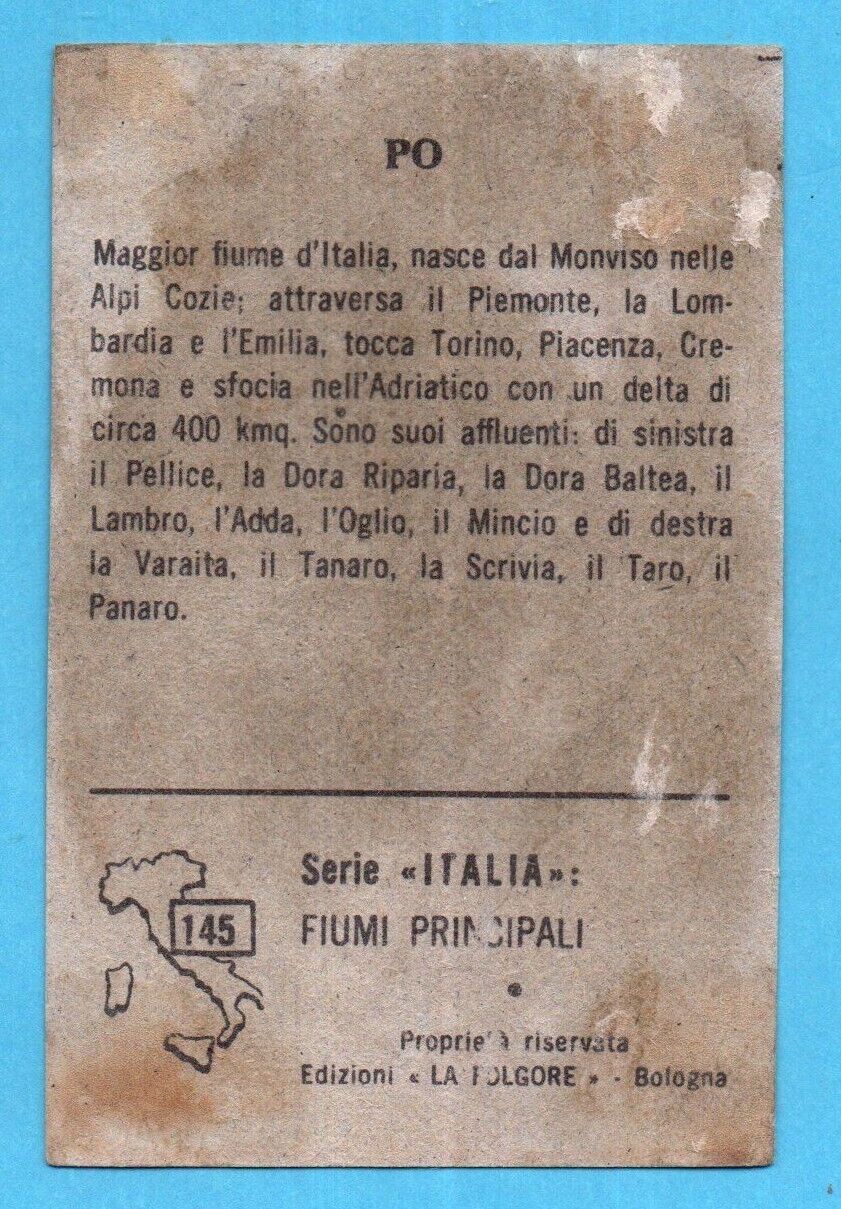 PO
Maggior fiume d'Italia, nasce dal Monviso nelle
Alpi Cozie; attraversa il Piemonte, la Lom-
bardia e l'Emilia, tocca Torino, Piacenza, Cre-
mona e sfocia nell'Adriatico con un delta di
circa 400 kmq. Sono suoi affluenti: di sinistra
il Pellice, la Dora Riparia, la Dora Baltea, il
Lambro, l'Adda, l'Oglio, il Mincio e di destra
la Varaita, il Tanaro, la Scrivia, il Taro, il
Panaro.
145
Serie «ITALIA»:
FIUMI PRINCIPALI
Proprietà riservata
Edizioni « LA FOLGORE » - Bologna